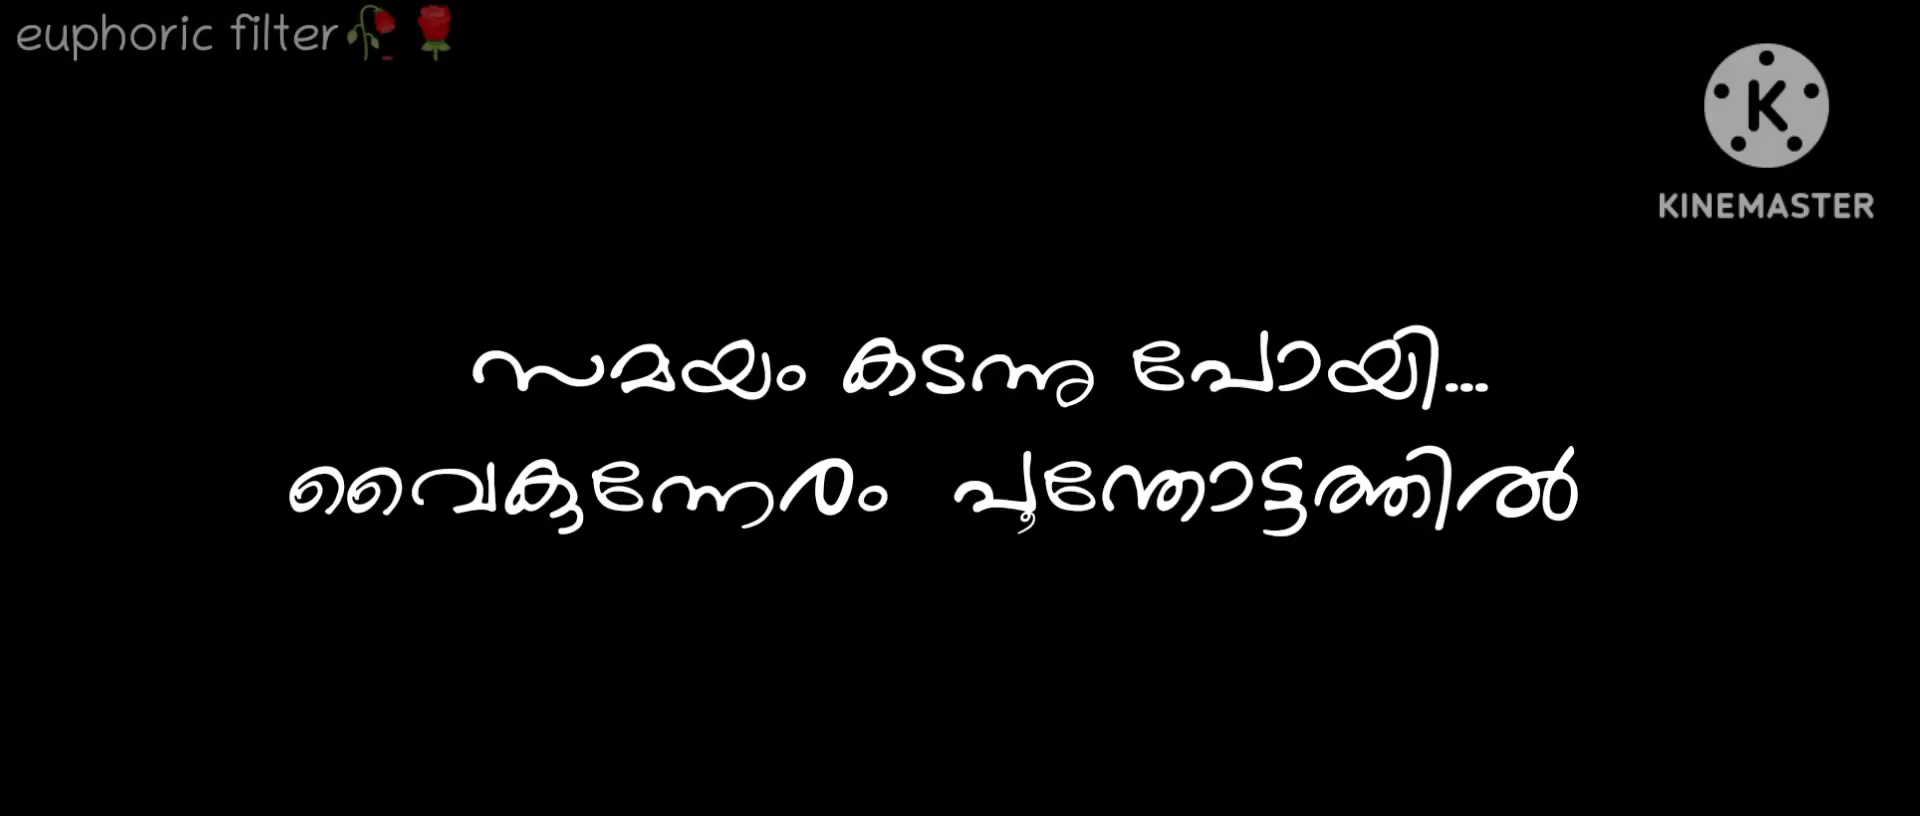 euphoric filter🥀🌹
K
KINEMASTER
സമയം കടന്നു പോയി...
വൈകുന്നേരം പൂന്തോട്ടത്തിൽ